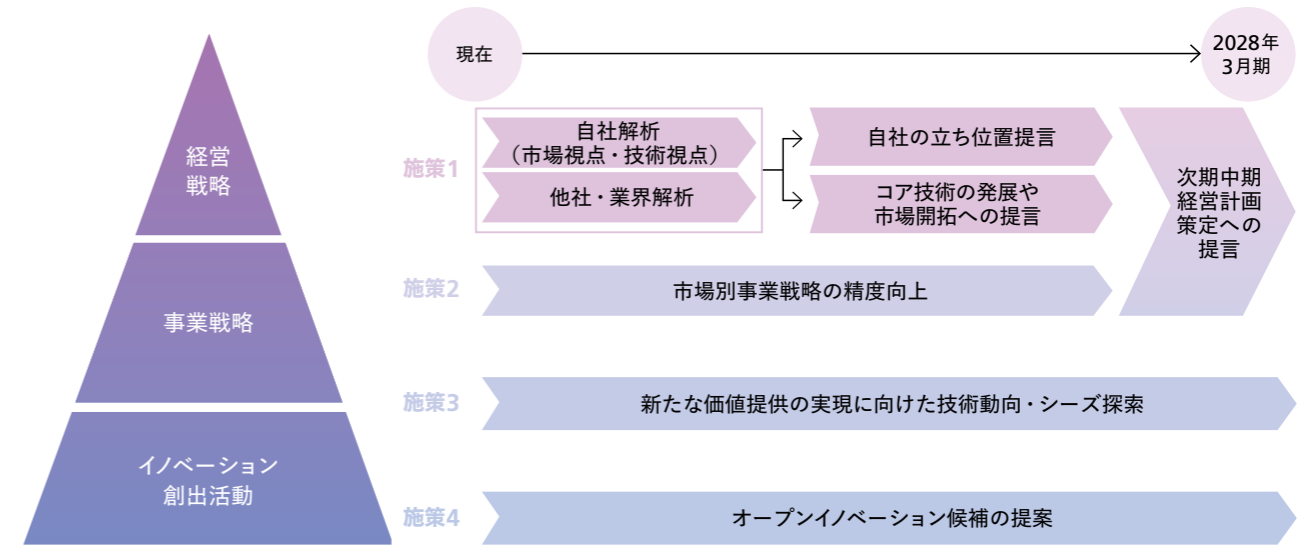 経営
戦略
事業戦略
イノベーション
創出活動
現在
2028年
3月期
施策1
自社解析
（市場視点・技術視点）
他社・業界解析
自社の立ち位置提言
コア技術の発展や
市場開拓への提言
次期中期
経営計画
策定への
提言
施策2
市場別事業戦略の精度向上
施策3
新たな価値提供の実現に向けた技術動向・シーズ探索
施策4
オープンイノベーション候補の提案